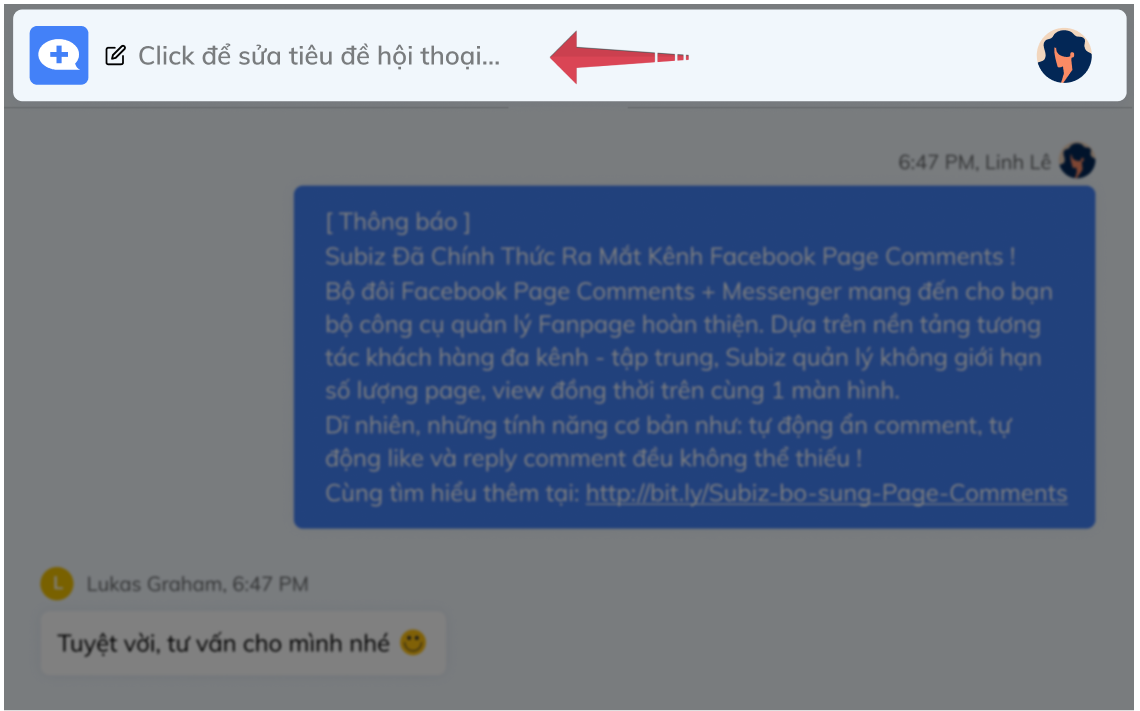 Click để sửa tiêu đề hội thoại...
6:47 PM, Linh Lê
[ Thông báo ]
Subiz Đã Chính Thức Ra Mắt Kênh Facebook Page Comments !
Bộ đôi Facebook Page Comments + Messenger mang đến cho bạn
bộ công cụ quản lý Fanpage hoàn thiện. Dựa trên nền tảng tương
tác khách hàng đa kênh - tập trung, Subiz quản lý không giới hạn
số lượng page, view đồng thời trên cùng 1 màn hình.
Dĩ nhiên, những tính năng cơ bản như: tự động ẩn comment, tự
động like và reply comment đều không thể thiếu !
Cùng tìm hiểu thêm tại: http://bit.ly/Subiz-bo-sung-Page-Comments
L Lukas Graham, 6:47 PM
Tuyệt vời, tư vấn cho mình nhé